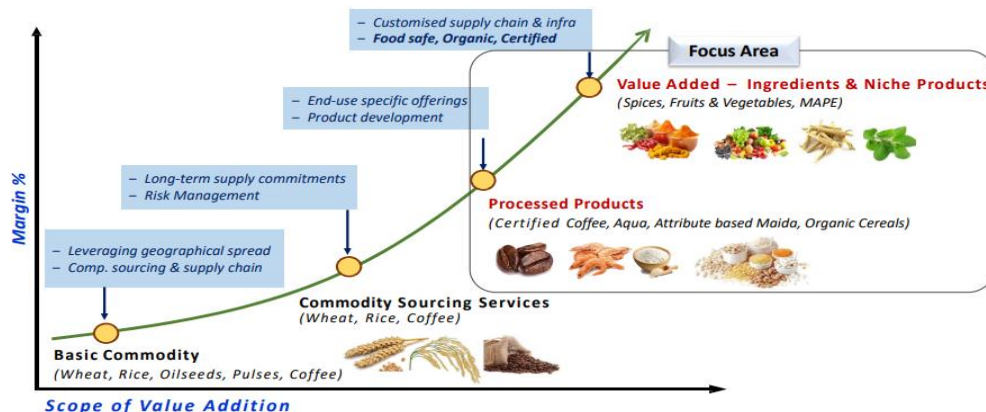 – Customised supply chain & infra
– Food safe, Organic, Certified
Focus Area
Value Added – Ingredients & Niche Products
(Spices, Fruits & Vegetables, MAPE)
– End-use specific offerings
– Product development
– Long-term supply commitments
– Risk Management
Processed Products
(Certified Coffee, Aqua, Attribute based Maida, Organic Cereals)
– Leveraging geographical spread
– Comp. sourcing & supply chain
Commodity Sourcing Services
(Wheat, Rice, Coffee)
Basic Commodity
(Wheat, Rice, Oilseeds, Pulses, Coffee)
Margin %
Scope of Value Addition